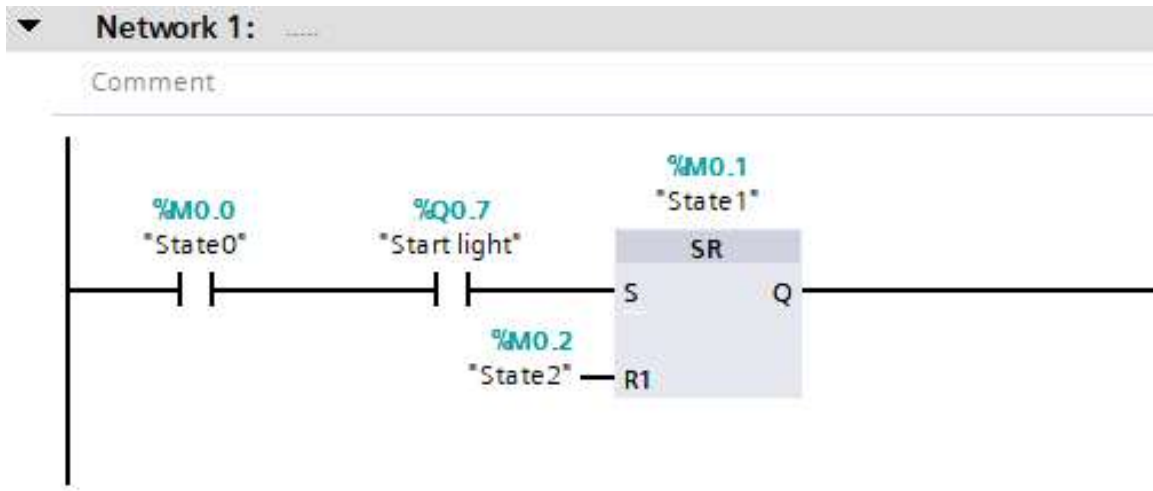 Network 1: .....
Comment
%M0.1
"State1"
%M0.0
%Q0.7
"State0"
"Start light"
SR
S
Q
%M0.2
"State2"
R1